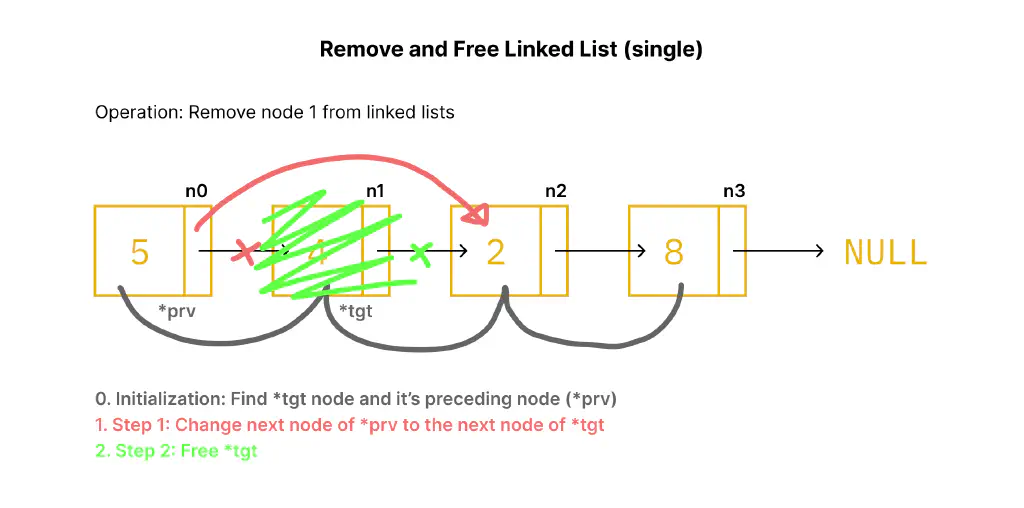 Remove and Free Linked List (single)
Operation: Remove node 1 from linked lists
n0 n1 n2 n3
5 4 2 8 NULL
*prv *tgt
0. Initialization: Find *tgt node and it’s preceding node (*prv)
1. Step 1: Change next node of *prv to the next node of *tgt
2. Step 2: Free *tgt